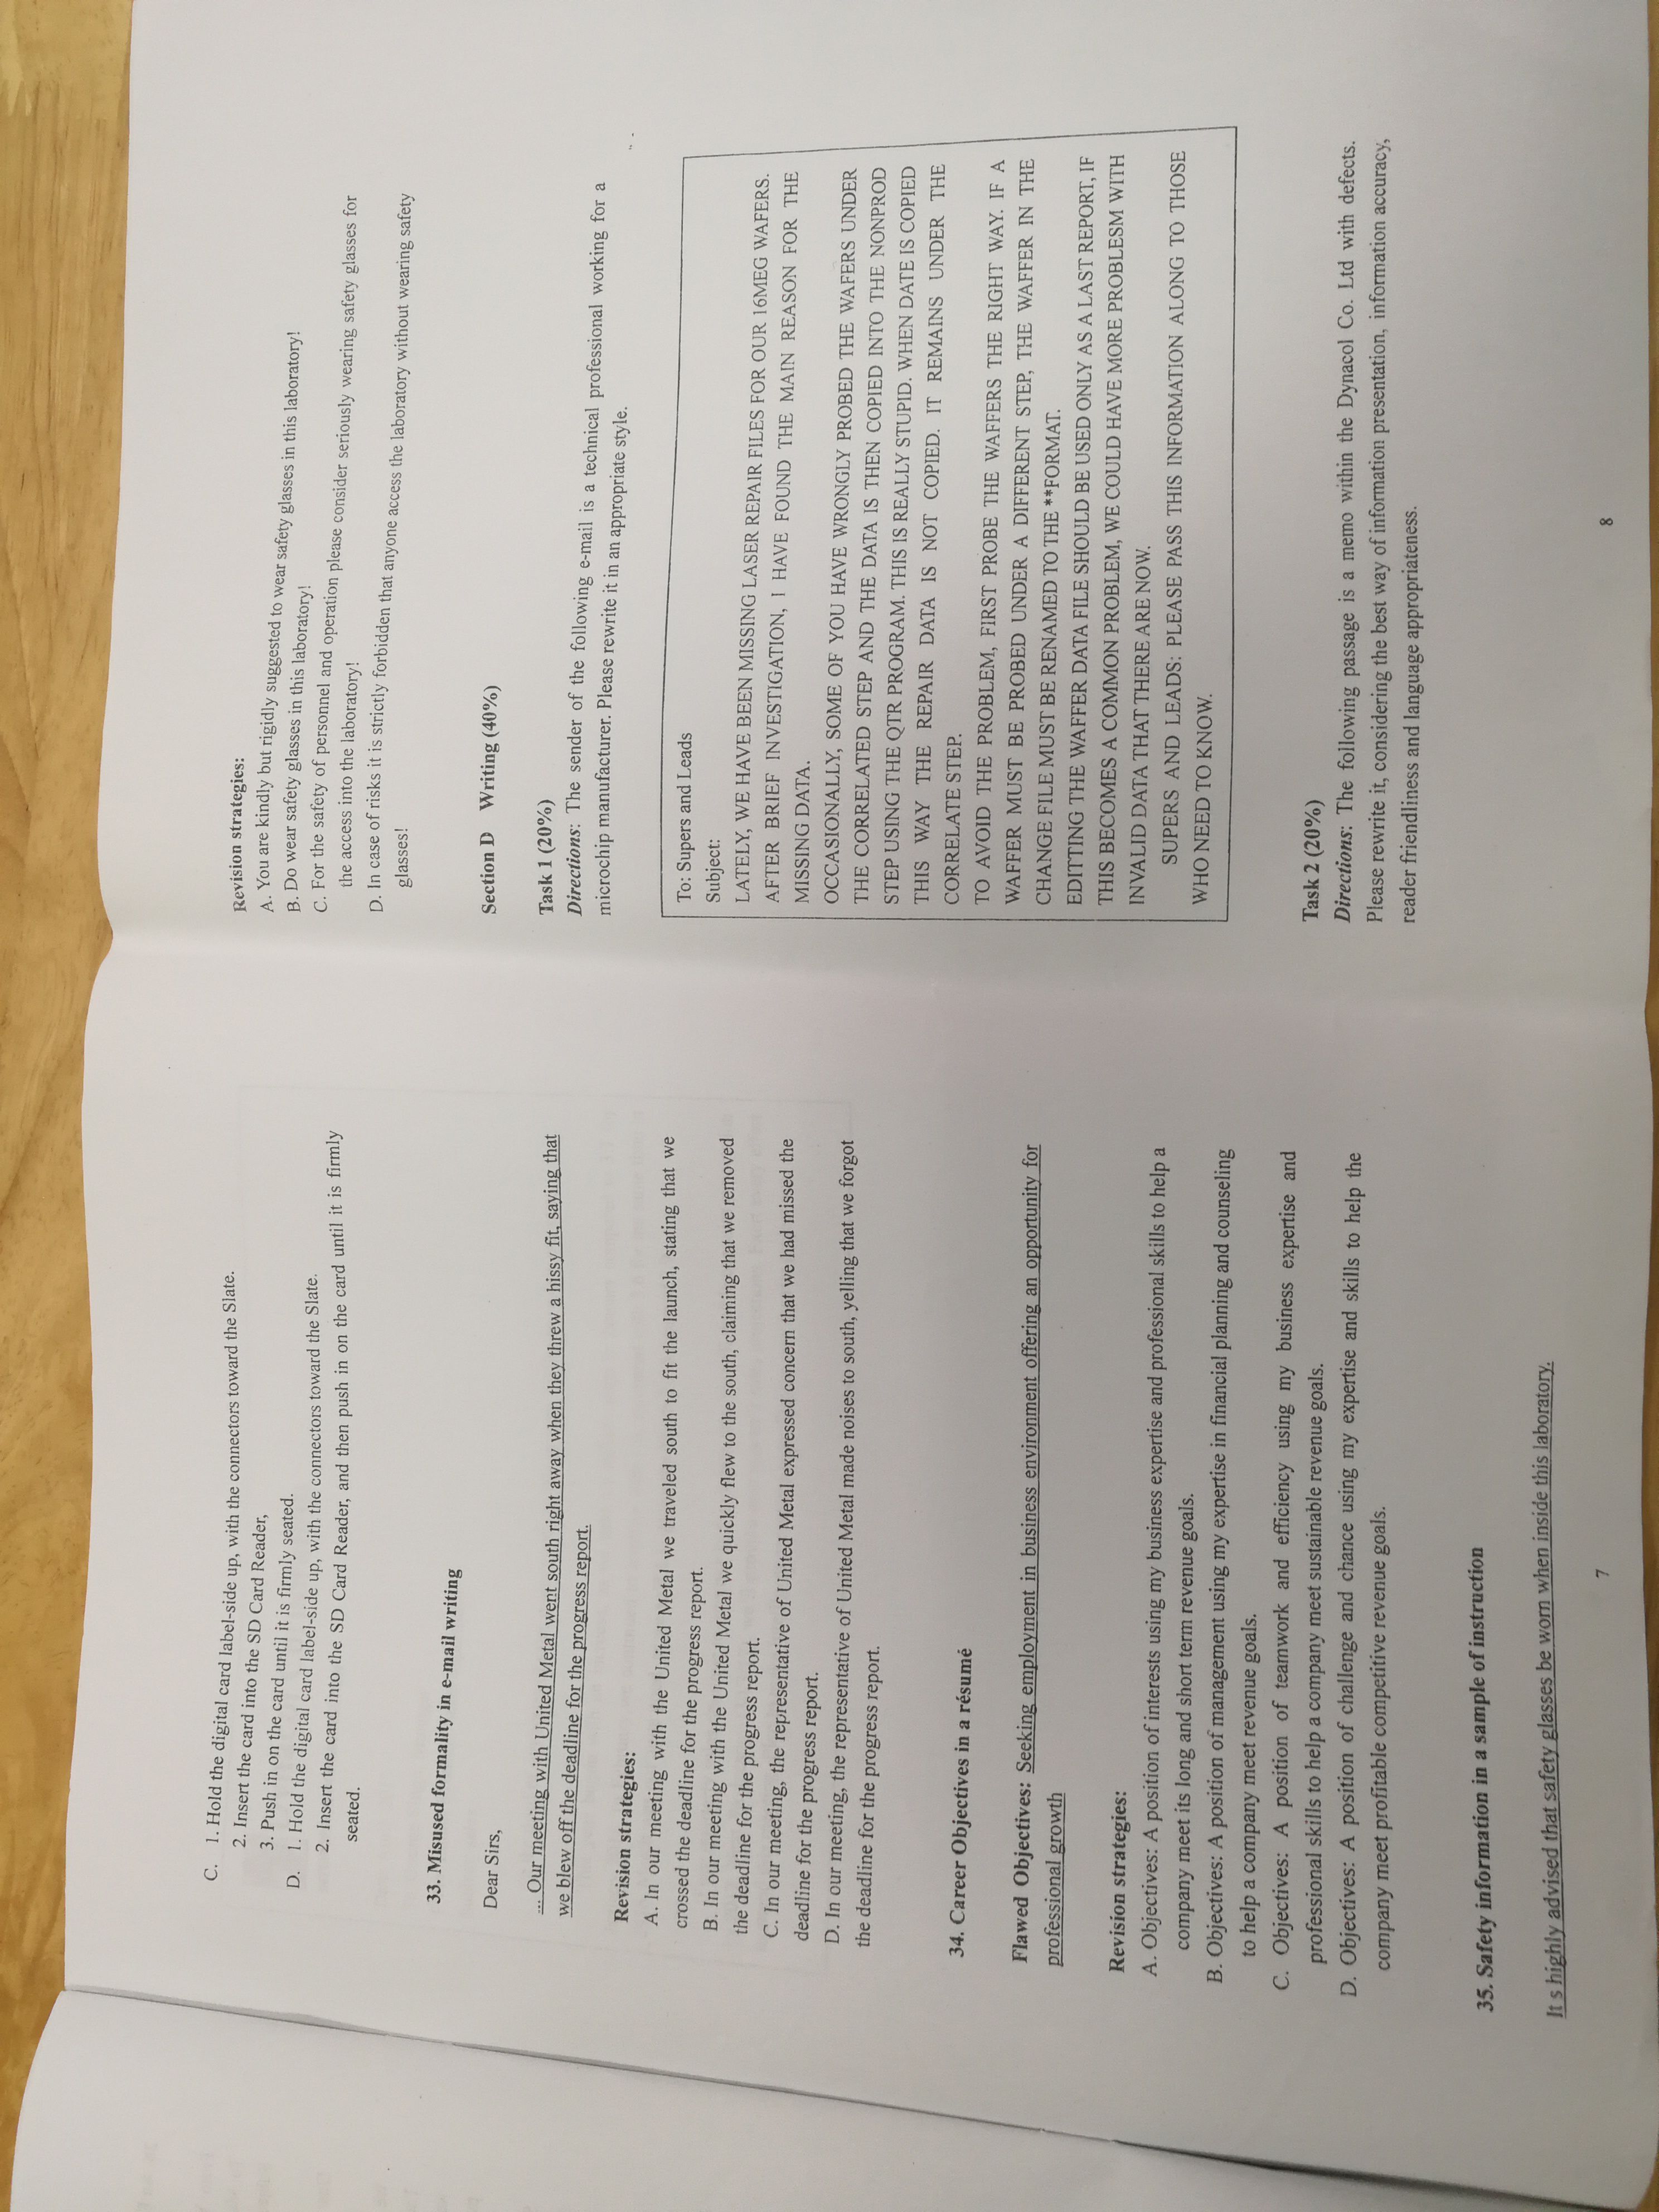 C. 1. Hold the digital card label-side up, with the connectors toward the Slate.
2. Insert the card into the SD Card Reader,
3. Push in on the card until it is firmly seated.
D. 1. Hold the digital card label-side up, with the connectors toward the Slate.
2. Insert the card into the SD Card Reader, and then push in on the card until it is firmly
seated.
33. Misused formality in e-mail writing
Dear Sirs,
... Our meeting with United Metal went south right away when they threw a hissy fit, saying that
we blew off the deadline for the progress report.
Revision strategies:
A. In our meeting with the United Metal we traveled south to fit the launch, stating that we
crossed the deadline for the progress report.
B. In our meeting with the United Metal we quickly flew to the south, claiming that we removed
the deadline for the progress report.
C. In our meeting, the representative of United Metal expressed concern that we had missed the
deadline for the progress report.
D. In our meeting, the representative of United Metal made noises to south, yelling that we forgot
the deadline for the progress report.
34. Career Objectives in a résumé
Flawed Objectives: Seeking employment in business environment offering an opportunity for
professional growth
Revision strategies:
A. Objectives: A position of interests using my business expertise and professional skills to help a
company meet its long and short term revenue goals.
B. Objectives: A position of management using my expertise in financial planning and counseling
to help a company meet revenue goals.
C. Objectives: A position of teamwork and efficiency using my business expertise and
professional skills to help a company meet sustainable revenue goals.
D. Objectives: A position of challenge and chance using my expertise and skills to help the
company meet profitable competitive revenue goals.
35. Safety information in a sample of instruction
It s highly advised that safety glasses be worn when inside this laboratory.
7
Revision strategies:
A. You are kindly but rigidly suggested to wear safety glasses in this laboratory!
B. Do wear safety glasses in this laboratory!
C. For the safety of personnel and operation please consider seriously wearing safety glasses for
the access into the laboratory!
D. In case of risks it is strictly forbidden that anyone access the laboratory without wearing safety
glasses!
Section D Writing (40%)
Task 1 (20%)
Directions: The sender of the following e-mail is a technical professional working for a
microchip manufacturer. Please rewrite it in an appropriate style.
To: Supers and Leads
Subject:
LATELY, WE HAVE BEEN MISSING LASER REPAIR FILES FOR OUR 16MEG WAFERS.
AFTER BRIEF INVESTIGATION, I HAVE FOUND THE MAIN REASON FOR THE
MISSING DATA.
OCCASIONALLY, SOME OF YOU HAVE WRONGLY PROBED THE WAFERS UNDER
THE CORRELATED STEP AND THE DATA IS THEN COPIED INTO THE NONPROD
STEP USING THE QTR PROGRAM. THIS IS REALLY STUPID. WHEN DATE IS COPIED
THIS WAY THE REPAIR DATA IS NOT COPIED. IT REMAINS UNDER THE
CORRELATE STEP.
TO AVOID THE PROBLEM, FIRST PROBE THE WAFFERS THE RIGHT WAY. IF A
WAFFER MUST BE PROBED UNDER A DIFFERENT STEP, THE WAFFER IN THE
CHANGE FILE MUST BE RENAMED TO THE **FORMAT.
EDITTING THE WAFFER DATA FILE SHOULD BE USED ONLY AS A LAST REPORT, IF
THIS BECOMES A COMMON PROBLEM, WE COULD HAVE MORE PROBLESM WITH
INVALID DATA THAT THERE ARE NOW.
SUPERS AND LEADS: PLEASE PASS THIS INFORMATION ALONG TO THOSE
WHO NEED TO KNOW.
Task 2 (20%)
Directions: The following passage is a memo within the Dynacol Co. Ltd with defects.
Please rewrite it, considering the best way of information presentation, information accuracy,
reader friendliness and language appropriateness.
8